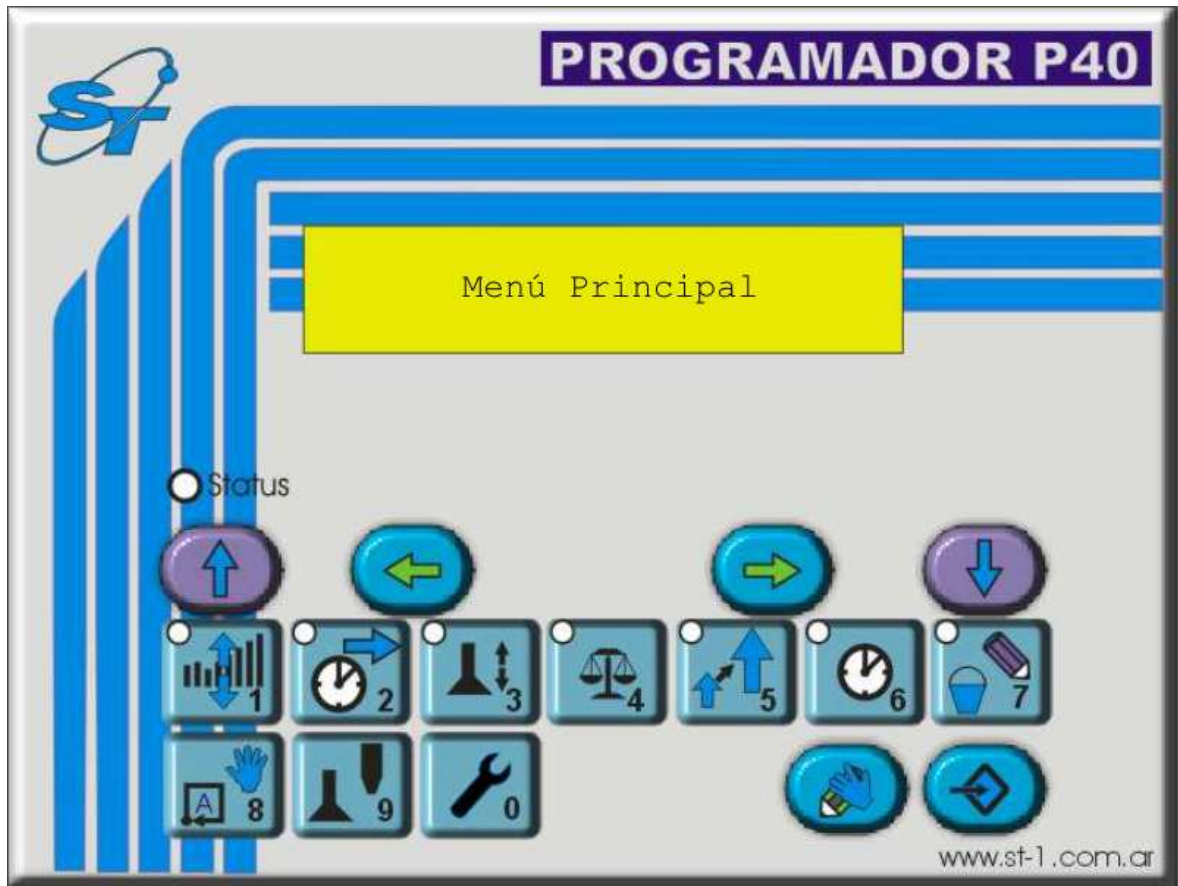 ST
PROGRAMADOR P40
Menú Principal
Status
1 2 3 4 5 6 7
A 8 9 0
www.st-1.com.ar